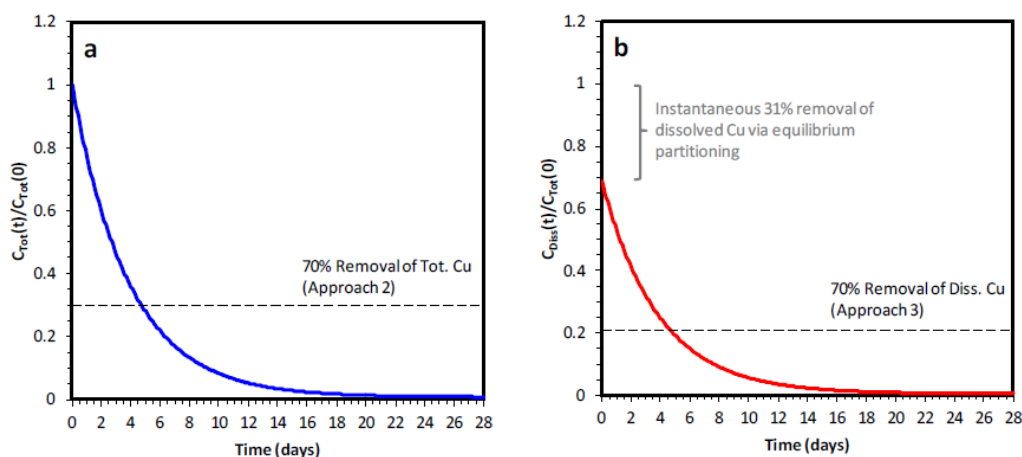 a
1.2
1
0.8
0.6
0.4
0.2
0
C_Tot(t)/C_Tot(0)
70% Removal of Tot. Cu
(Approach 2)
0 2 4 6 8 10 12 14 16 18 20 22 24 26 28
Time (days)
b
1.2
1
0.8
0.6
0.4
0.2
0
C_Diss(t)/C_Tot(0)
Instantaneous 31% removal of
dissolved Cu via equilibrium
partitioning
70% Removal of Diss. Cu
(Approach 3)
0 2 4 6 8 10 12 14 16 18 20 22 24 26 28
Time (days)